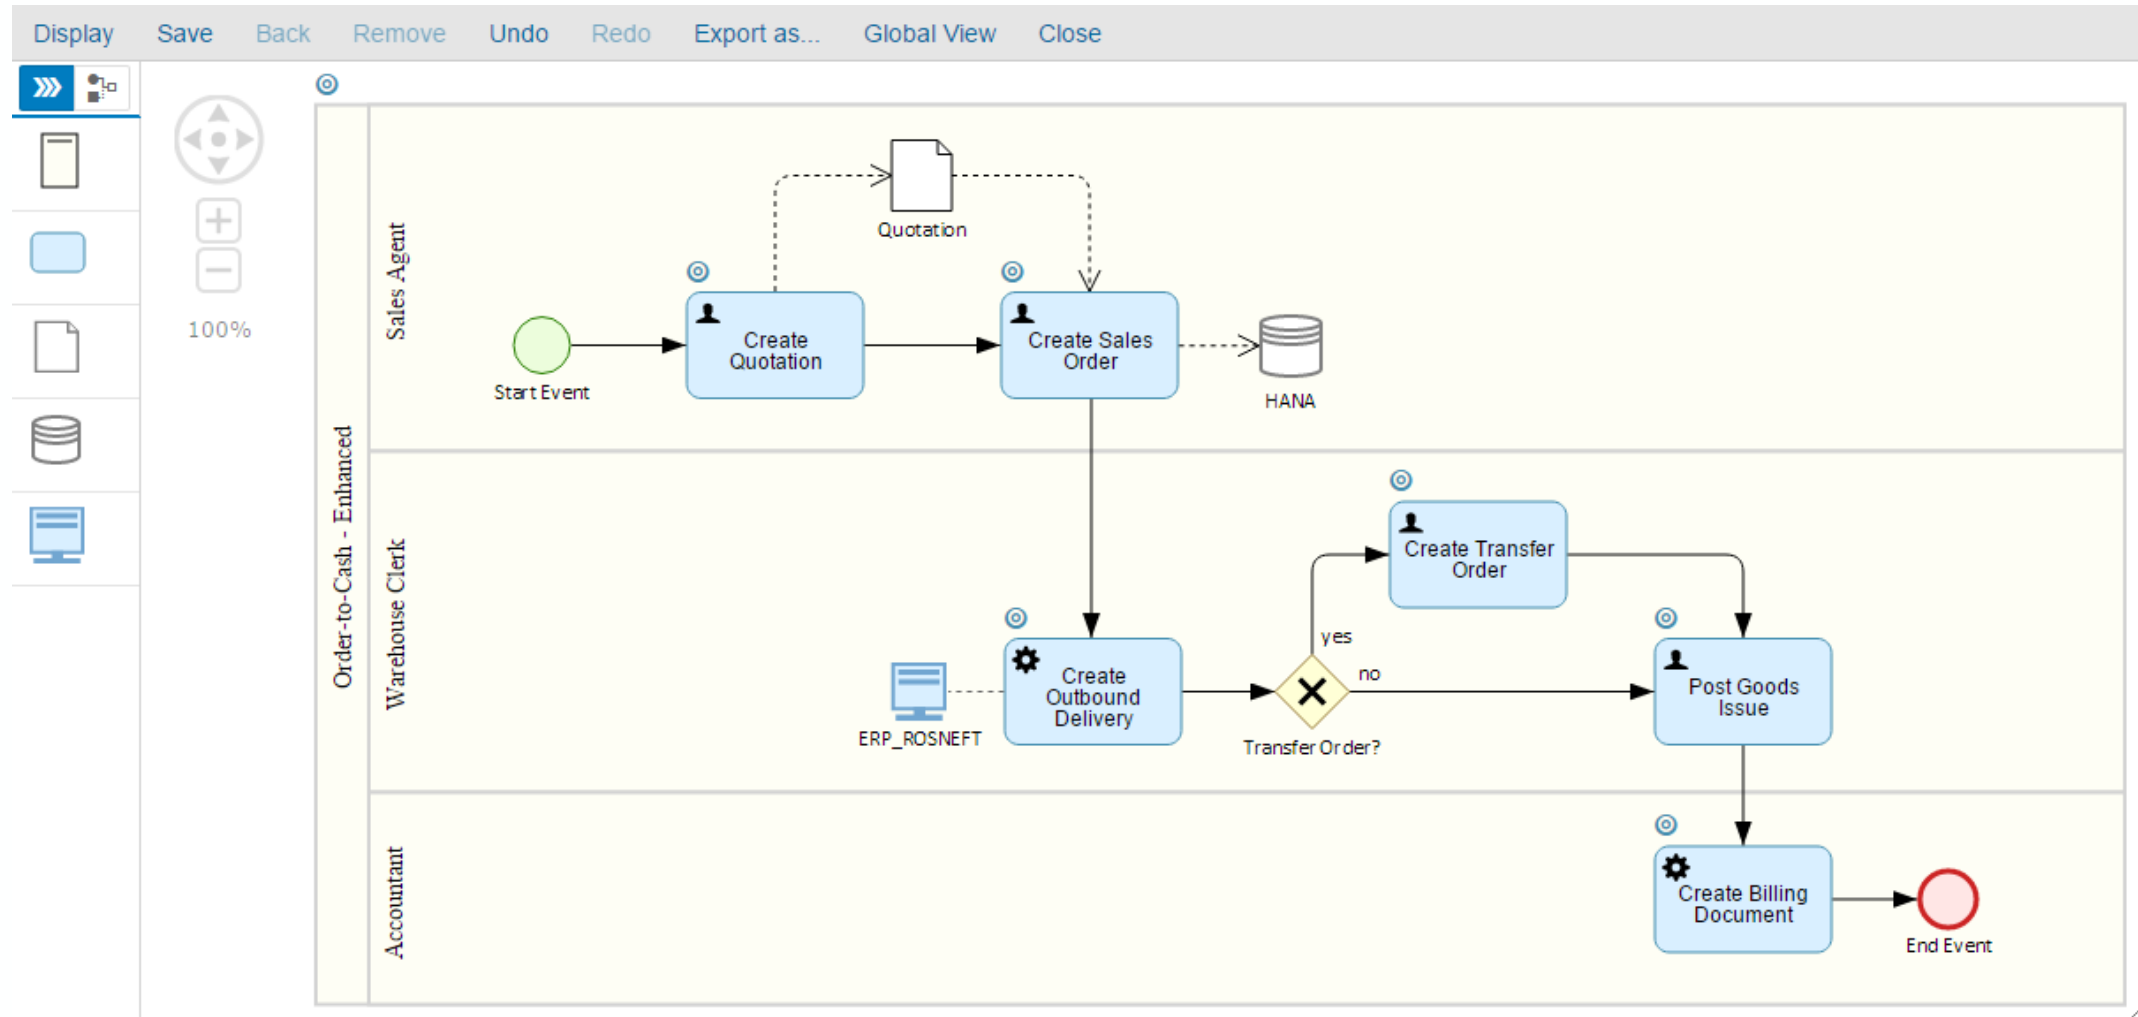 Display Save Back Remove Undo Redo Export as... Global View Close
100%
Order-to-Cash - Enhanced
Sales Agent
Quotation
Start Event
Create
Quotation
Create Sales
Order
HANA
Warehouse Clerk
Create Transfer
Order
yes
no
ERP_ROSNEFT
Create
Outbound
Delivery
Transfer Order?
Post Goods
Issue
Accountant
Create Billing
Document
End Event